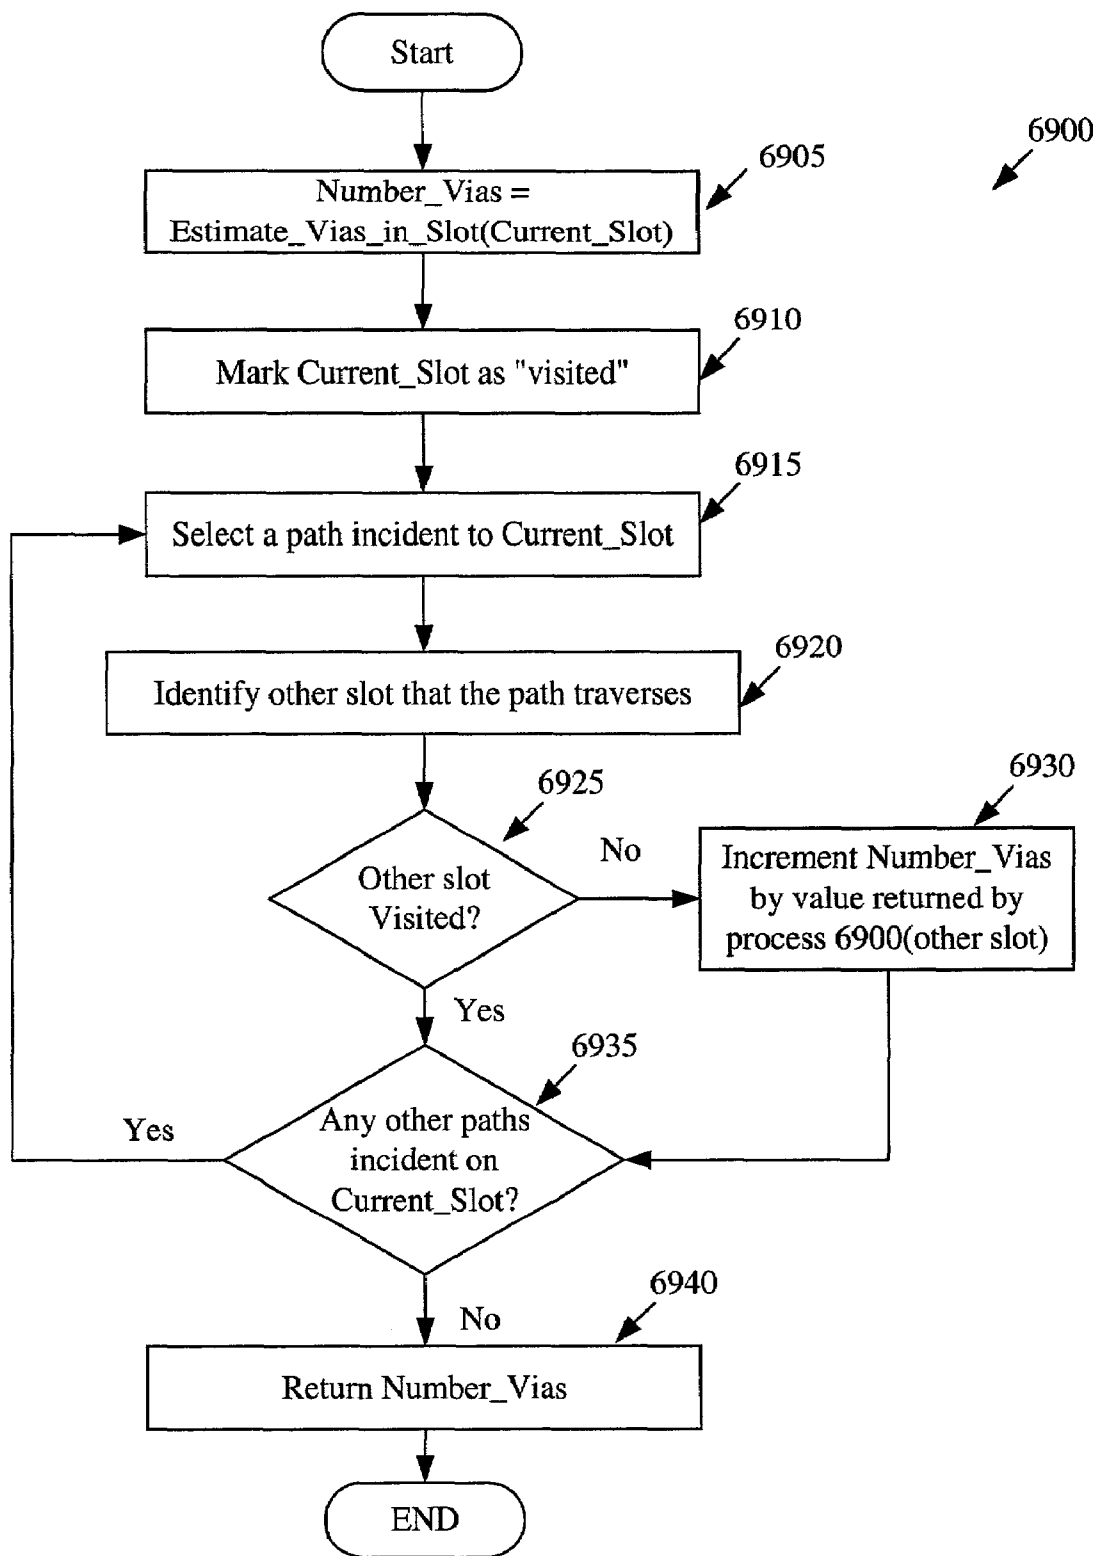 Start
6900
6905
Number_Vias =
Estimate_Vias_in_Slot(Current_Slot)
6910
Mark Current_Slot as "visited"
6915
Select a path incident to Current_Slot
6920
Identify other slot that the path traverses
6925
Other slot
Visited?
No
6930
Increment Number_Vias
by value returned by
process 6900(other slot)
Yes
6935
Any other paths
incident on
Current_Slot?
Yes
No
6940
Return Number_Vias
END